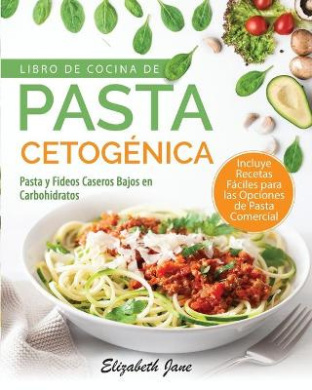 LIBRO DE COCINA DE
PASTA
CETOGÉNICA
Pasta y Fideos Caseros Bajos en
Carbohidratos
Incluye
Recetas
Fáciles para
las Opciones
de Pasta
Comercial
Elizabeth Jane